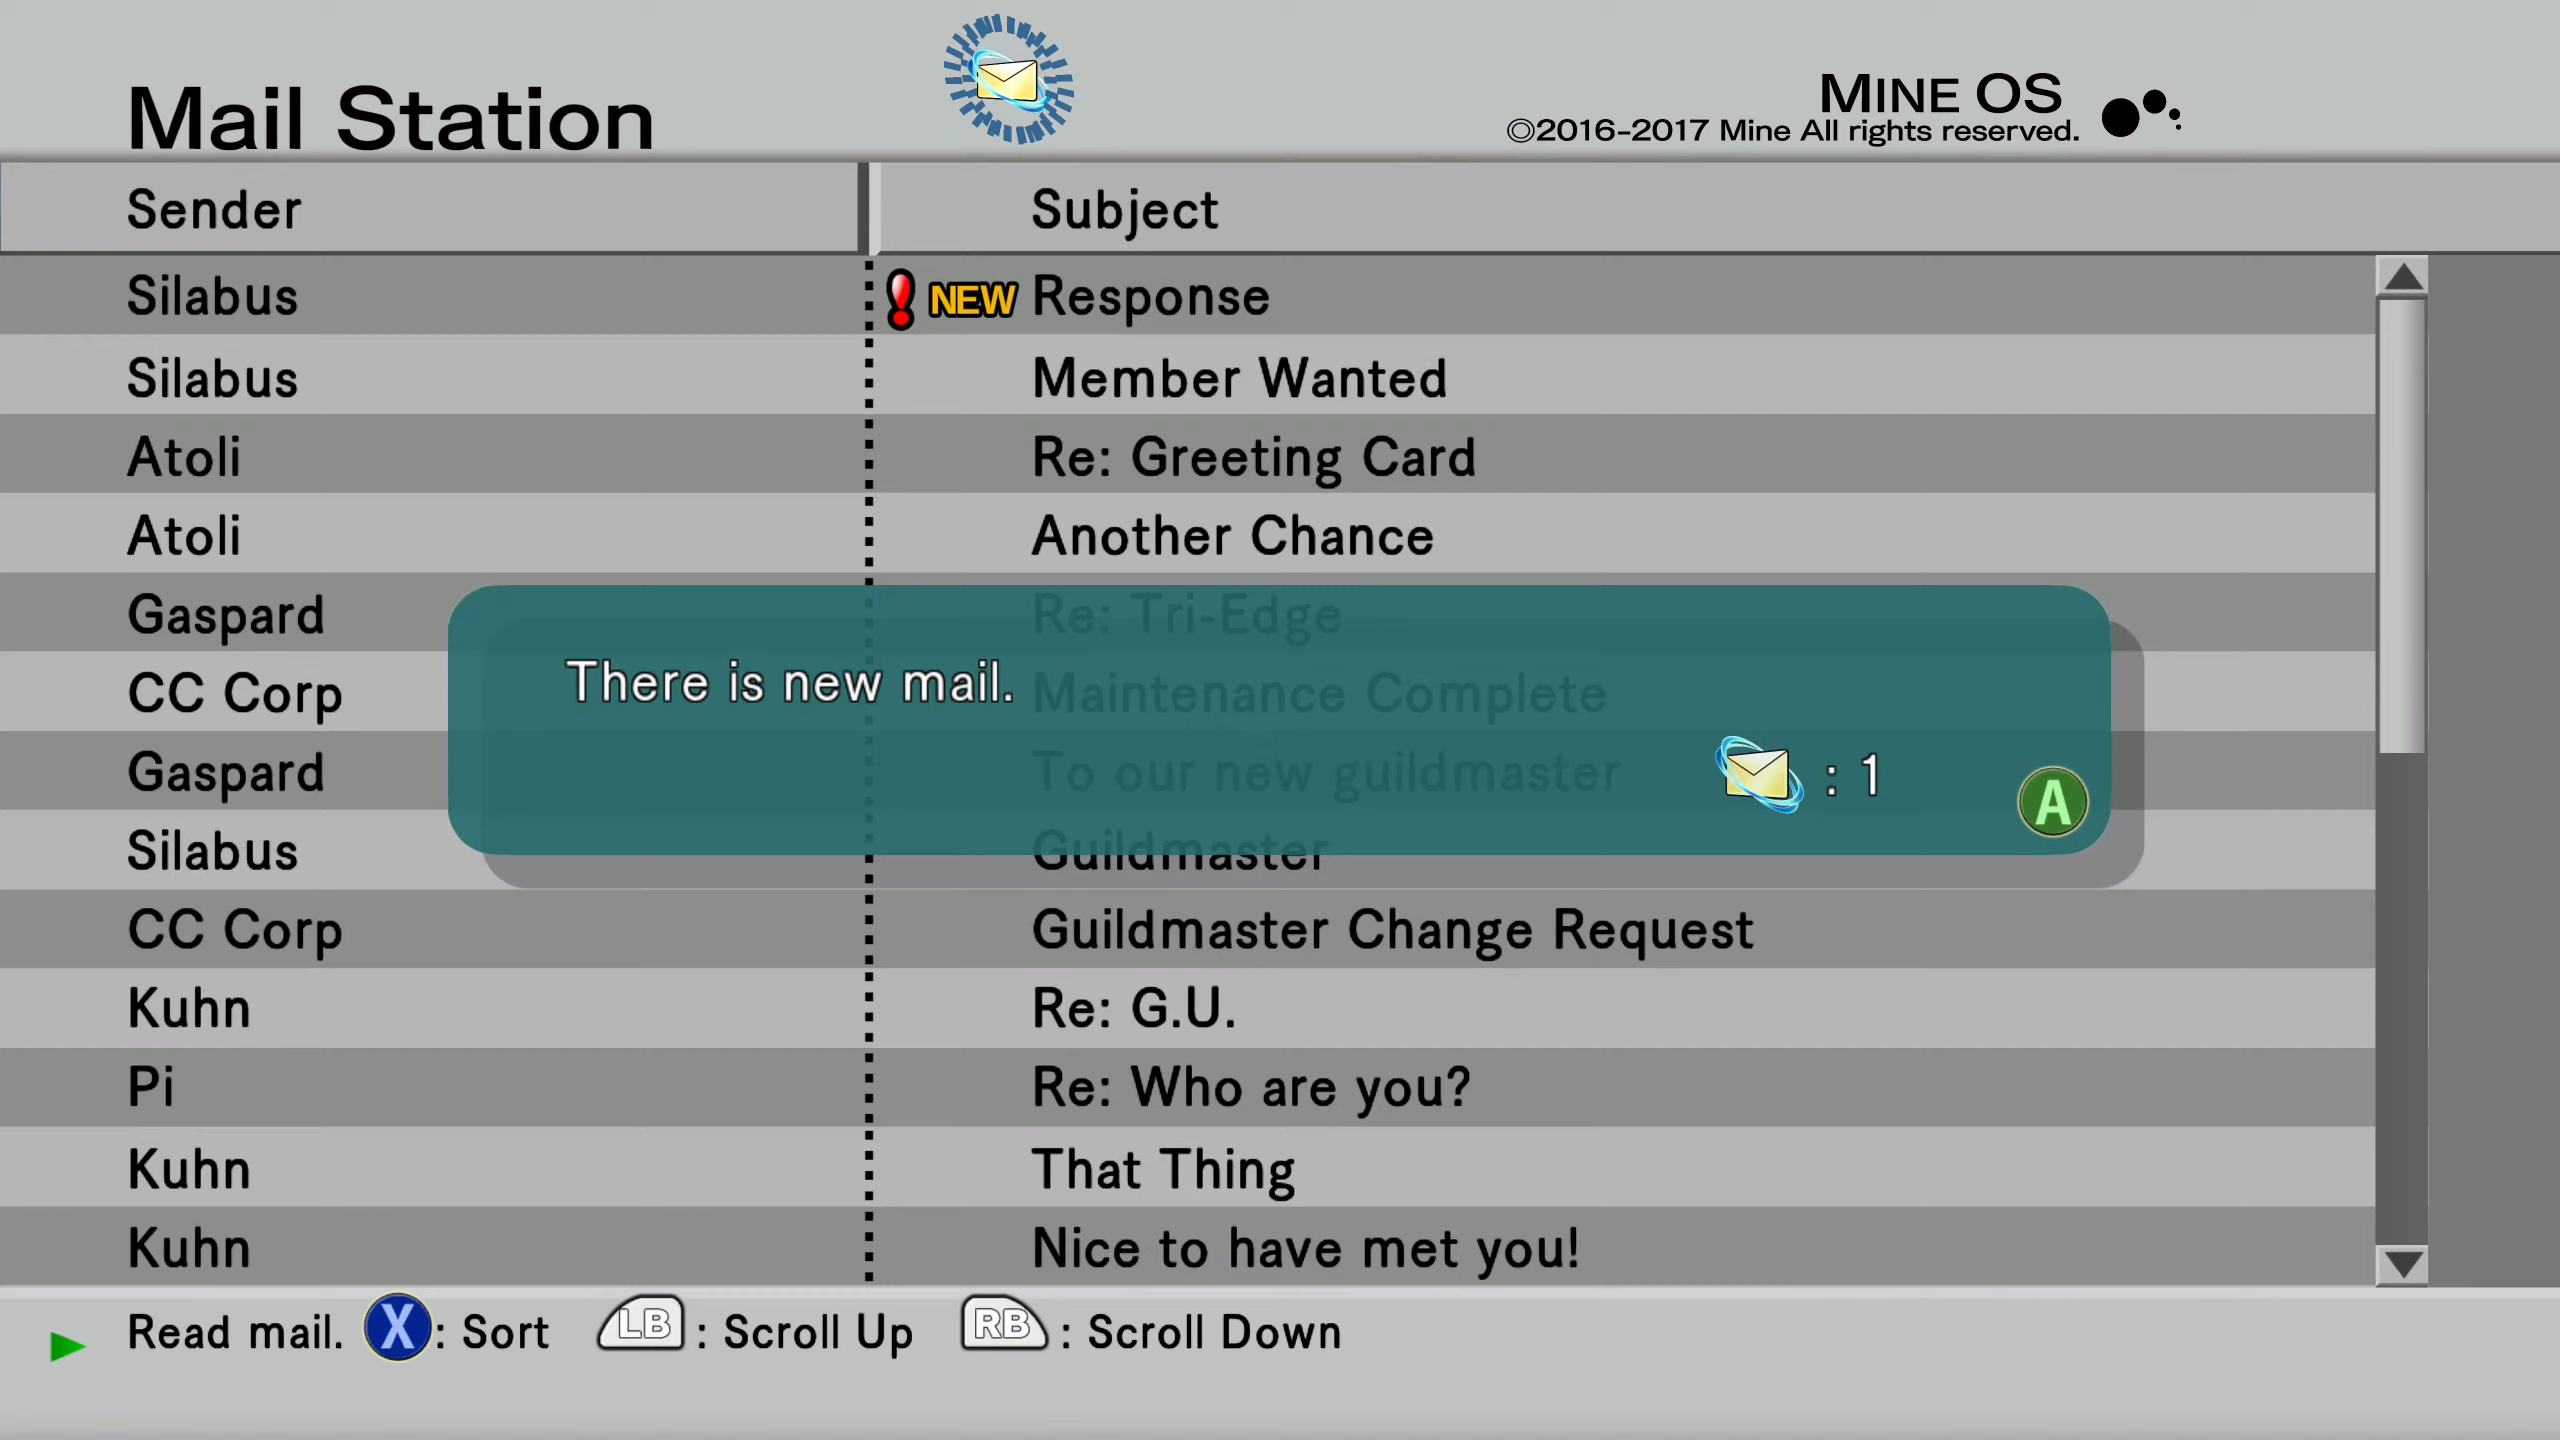 Mail Station
MINE OS
©2016-2017 Mine All rights reserved.
Sender Subject
Silabus NEW Response
Silabus Member Wanted
Atoli Re: Greeting Card
Atoli Another Chance
Gaspard Re: Tri-Edge
CC Corp Maintenance Complete
Gaspard To our new guildmaster
Silabus Guildmaster
There is new mail.
: 1
A
CC Corp Guildmaster Change Request
Kuhn Re: G.U.
Pi Re: Who are you?
Kuhn That Thing
Kuhn Nice to have met you!
Read mail. X: Sort LB: Scroll Up RB: Scroll Down